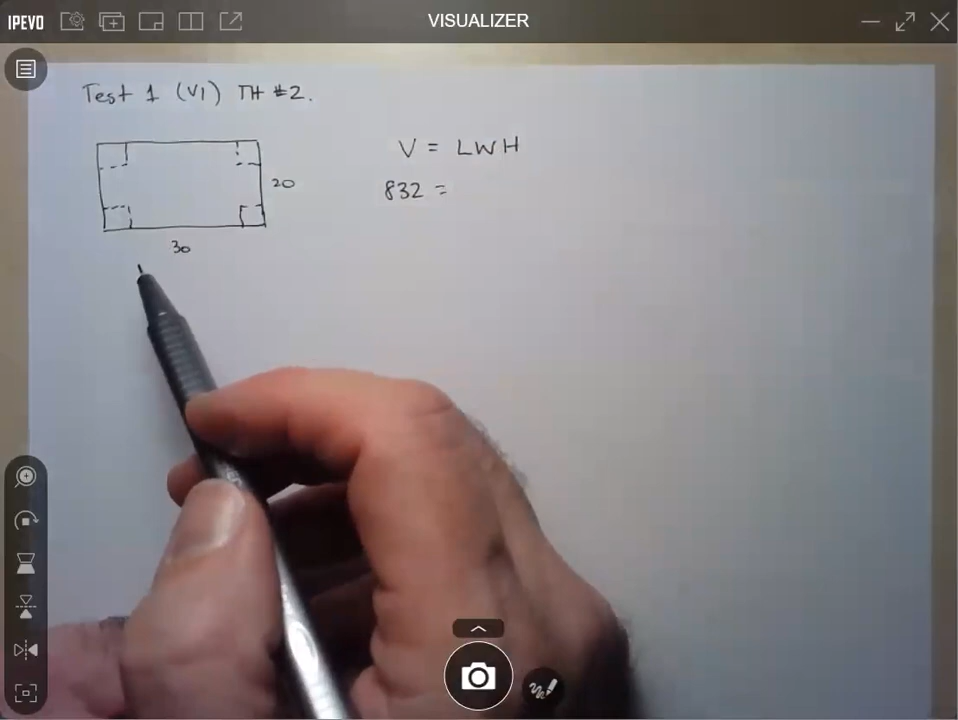 IPEVO
VISUALIZER
Test 1 (V1) TH #2.
V = LWH
20
832 =
30